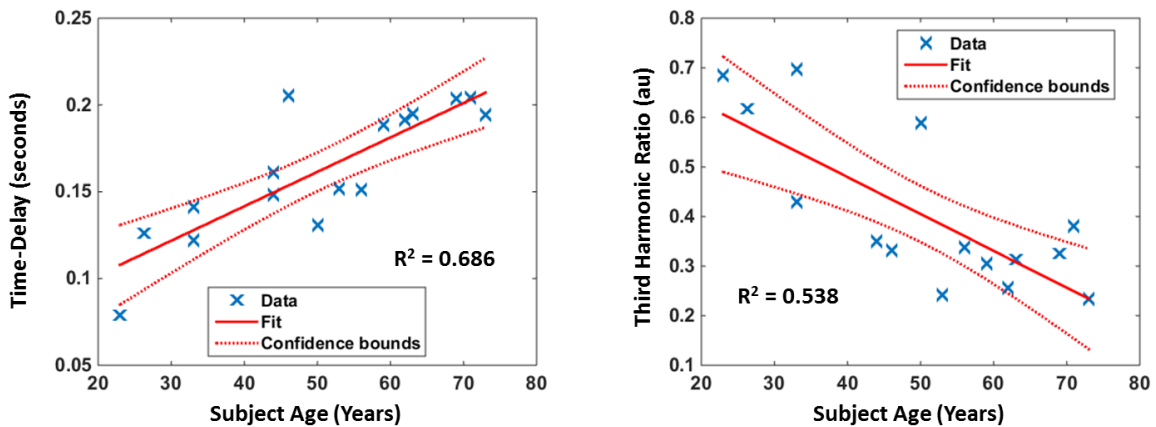 Time-Delay (seconds)
0.25
0.2
0.15
0.1
0.05
R² = 0.686
Data
Fit
Confidence bounds
20 30 40 50 60 70 80
Subject Age (Years)
Third Harmonic Ratio (au)
0.8
0.7
0.6
0.5
0.4
0.3
0.2
0.1
Data
Fit
Confidence bounds
R² = 0.538
20 30 40 50 60 70 80
Subject Age (Years)